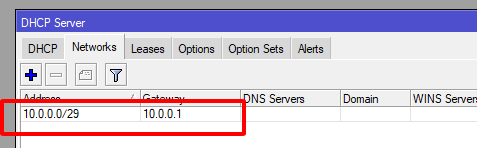 DHCP Server
DHCP Networks Leases Options Option Sets Alerts
Address Gateway DNS Servers Domain WINS Servers
10.0.0.0/29 10.0.0.1